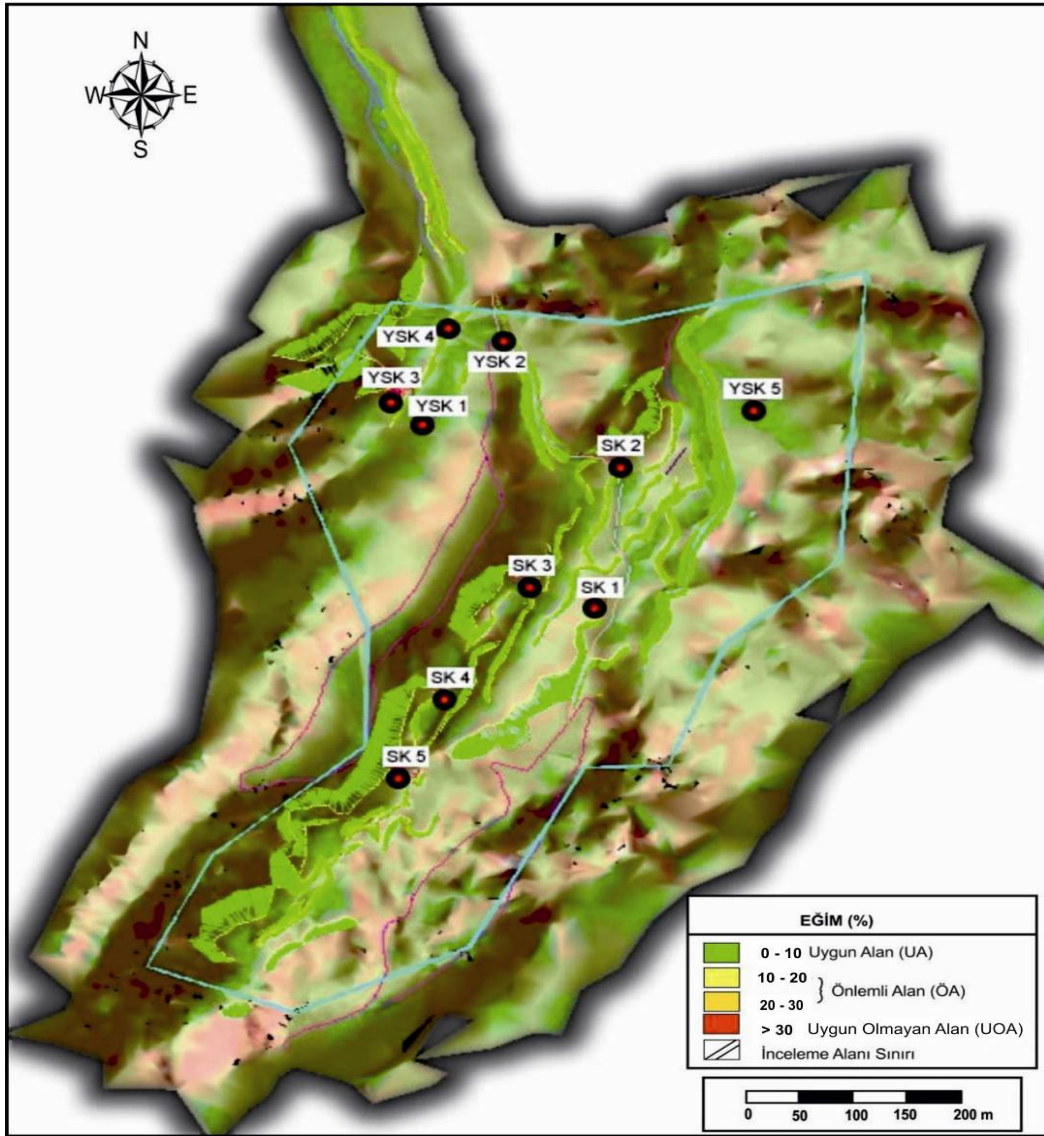 N
W E
S
YSK 4
YSK 2
YSK 3
YSK 1
YSK 5
SK 2
SK 3
SK 1
SK 4
SK 5
EĞİM (%)
0 - 10 Uygun Alan (UA)
10 - 20
20 - 30 } Önlemli Alan (ÖA)
> 30 Uygun Olmayan Alan (UOA)
İnceleme Alanı Sınırı
0 50 100 150 200 m